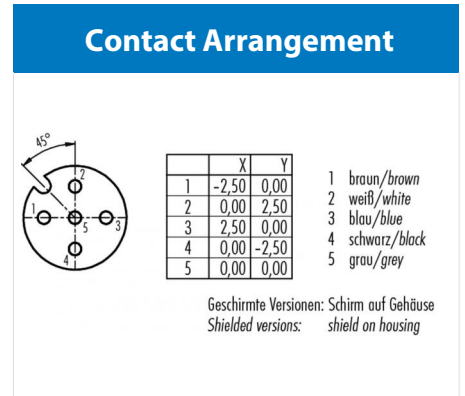 Contact Arrangement
45°
2
1
5
3
4
X Y
1 -2,50 0,00
2 0,00 2,50
3 2,50 0,00
4 0,00 -2,50
5 0,00 0,00
1 braun/brown
2 weiß/white
3 blau/blue
4 schwarz/black
5 grau/grey
Geschirmte Versionen: Schirm auf Gehäuse
Shielded versions: shield on housing